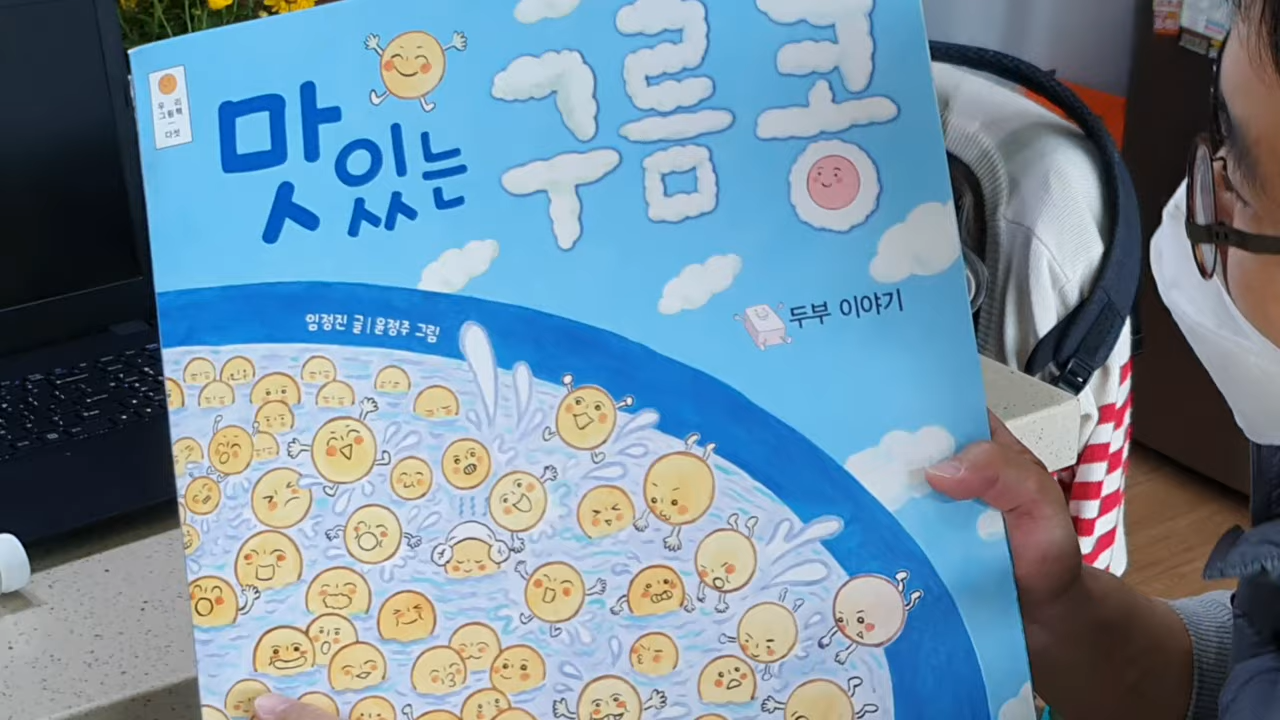 우리
그림책
다섯
맛있는
구름콩
두부 이야기
임정진 글 | 윤정주 그림